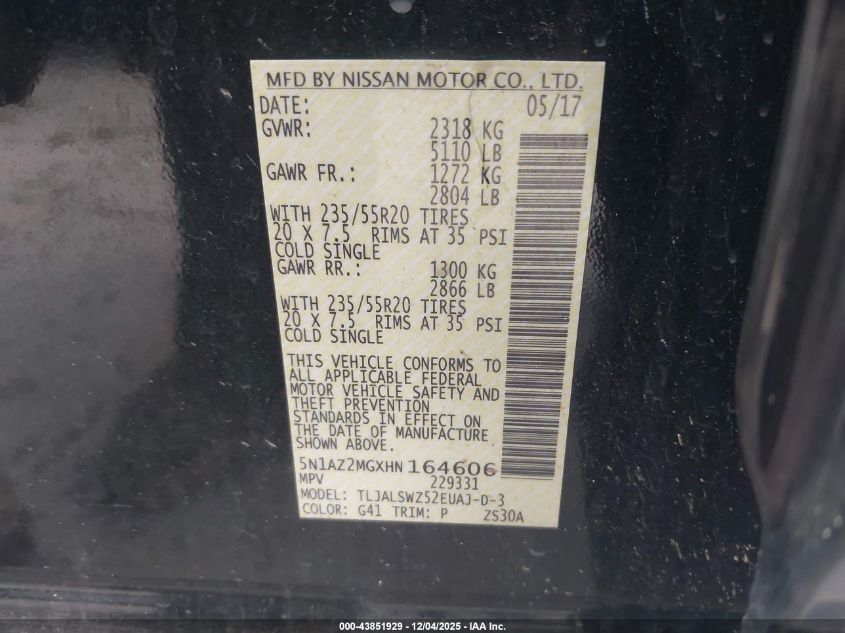 MFD BY NISSAN MOTOR CO., LTD.
DATE: 05/17
GVWR: 2318 KG
5110 LB
GAWR FR.: 1272 KG
2804 LB
WITH 235/55R20 TIRES
20 X 7.5 RIMS AT 35 PSI
COLD SINGLE
GAWR RR.: 1300 KG
2866 LB
WITH 235/55R20 TIRES
20 X 7.5 RIMS AT 35 PSI
COLD SINGLE
THIS VEHICLE CONFORMS TO
ALL APPLICABLE FEDERAL
MOTOR VEHICLE SAFETY AND
THEFT PREVENTION
STANDARDS IN EFFECT ON
THE DATE OF MANUFACTURE
SHOWN ABOVE.
5N1AZ2MGXHN164606
MPV 229331
MODEL: TLJALSWZ52EUAJ-D-3
COLOR: G41 TRIM: P ZS30A
000-43851929 - 12/04/2025 - IAA Inc.